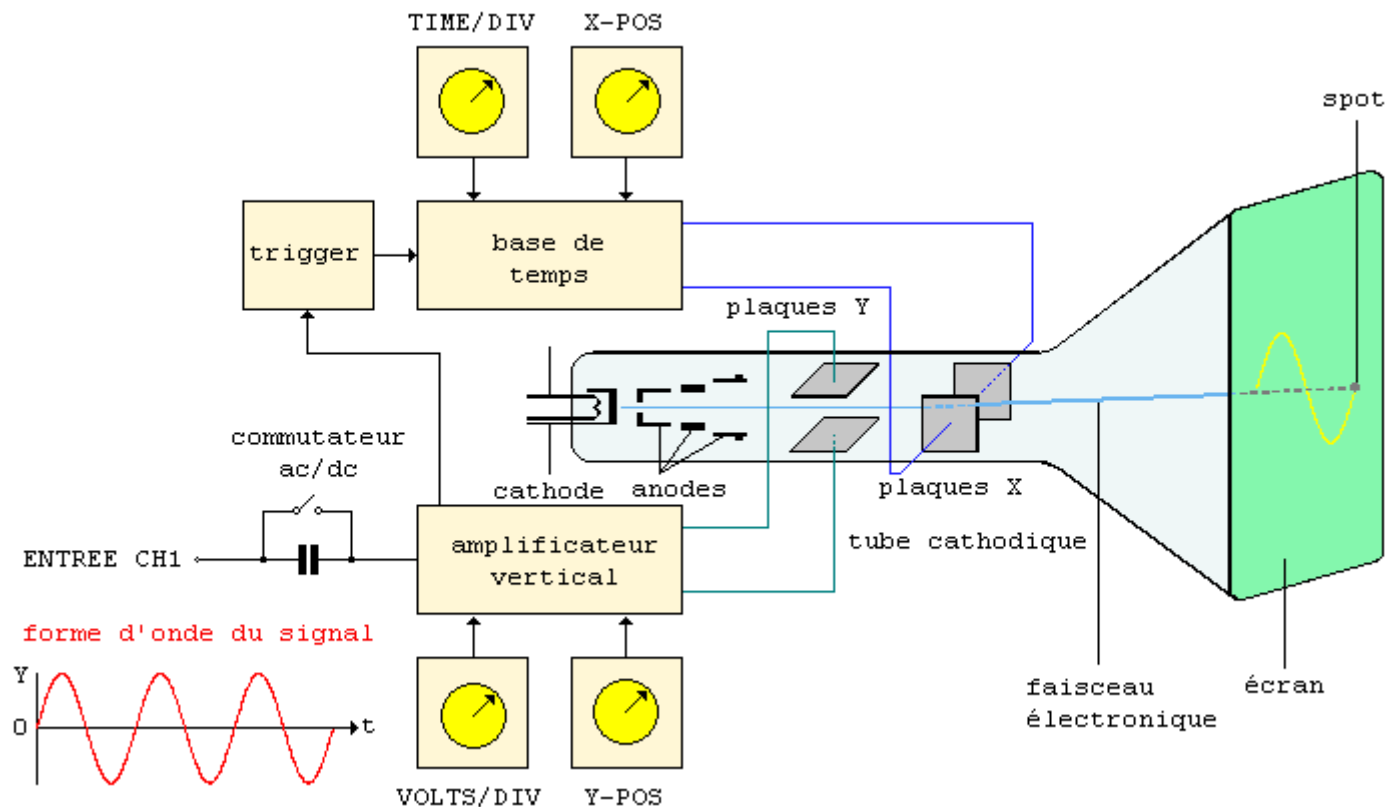 TIME/DIV
X-POS
spot
trigger
base de
temps
plaques Y
commutateur
ac/dc
cathode
anodes
plaques X
ENTREE CH1
amplificateur
vertical
tube cathodique
forme d'onde du signal
Y
0
t
faisceau
électronique
écran
VOLTS/DIV
Y-POS